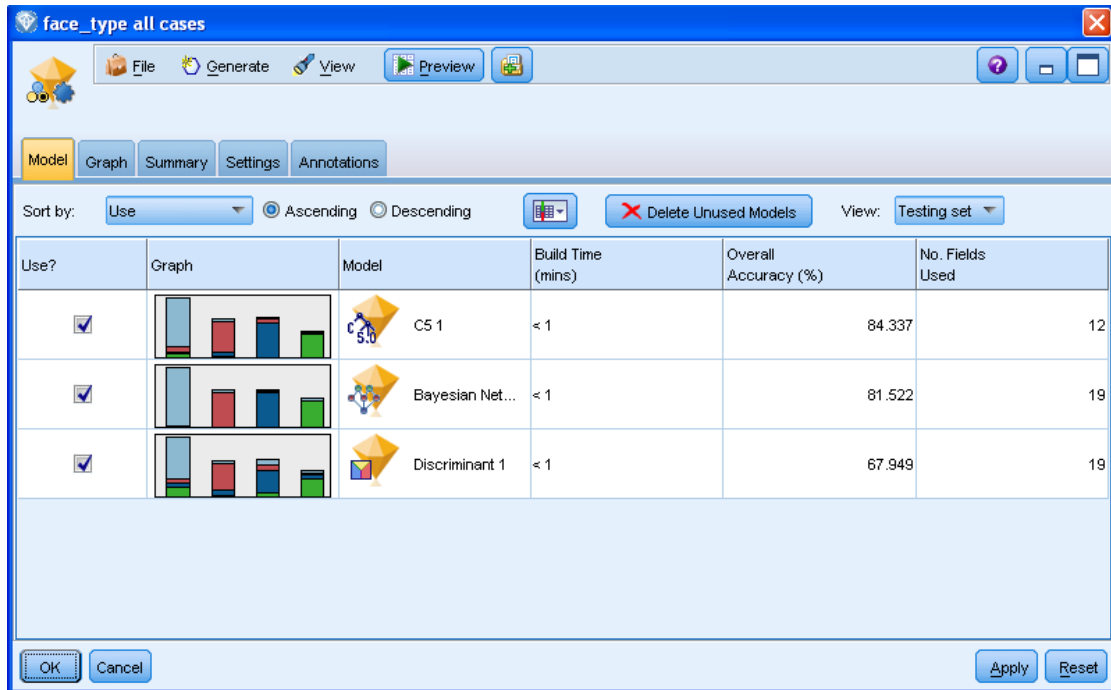 face_type all cases
File Generate View Preview
Model Graph Summary Settings Annotations
Sort by: Use Ascending Descending Delete Unused Models View: Testing set
Use? Graph Model Build Time (mins) Overall Accuracy (%) No. Fields Used
C5 1 < 1 84.337 12
Bayesian Net... < 1 81.522 19
Discriminant 1 < 1 67.949 19
OK Cancel Apply Reset